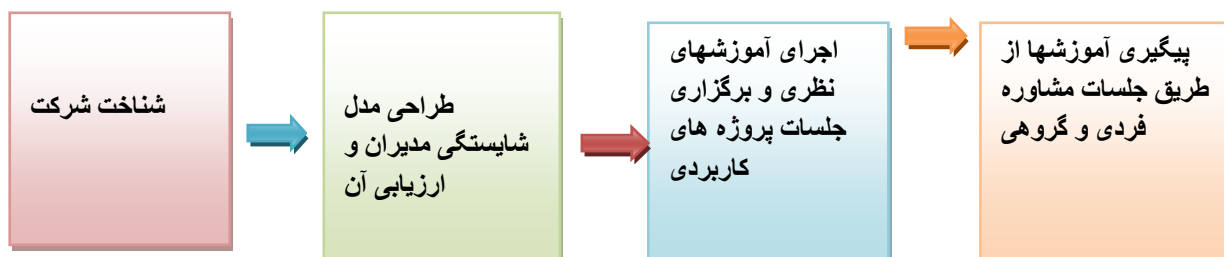 شناخت شرکت
طراحی مدل
شایستگی مدیران و
ارزیابی آن
اجرای آموزشهای
نظری و برگزاری
جلسات پروژه های
کاربردی
پیگیری آموزشها از
طریق جلسات مشاوره
فردی و گروهی